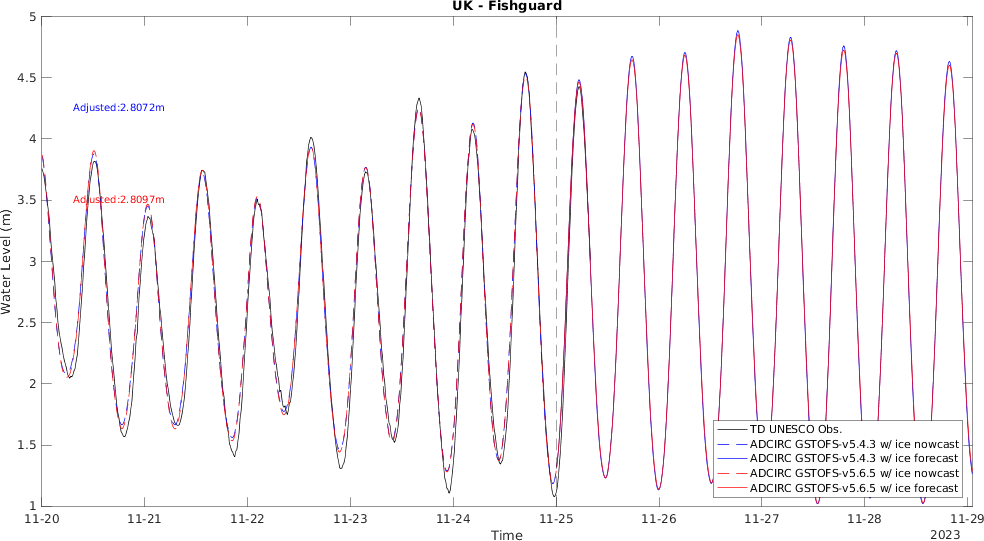 UK - Fishguard
5
4.5
4
3.5
3
2.5
2
1.5
1
Water Level (m)
Adjusted:2.8072m
Adjusted:2.8097m
TD UNESCO Obs.
ADCIRC GSTOFS-v5.4.3 w/ ice nowcast
ADCIRC GSTOFS-v5.4.3 w/ ice forecast
ADCIRC GSTOFS-v5.6.5 w/ ice nowcast
ADCIRC GSTOFS-v5.6.5 w/ ice forecast
11-20 11-21 11-22 11-23 11-24 11-25 11-26 11-27 11-28 11-29
Time
2023